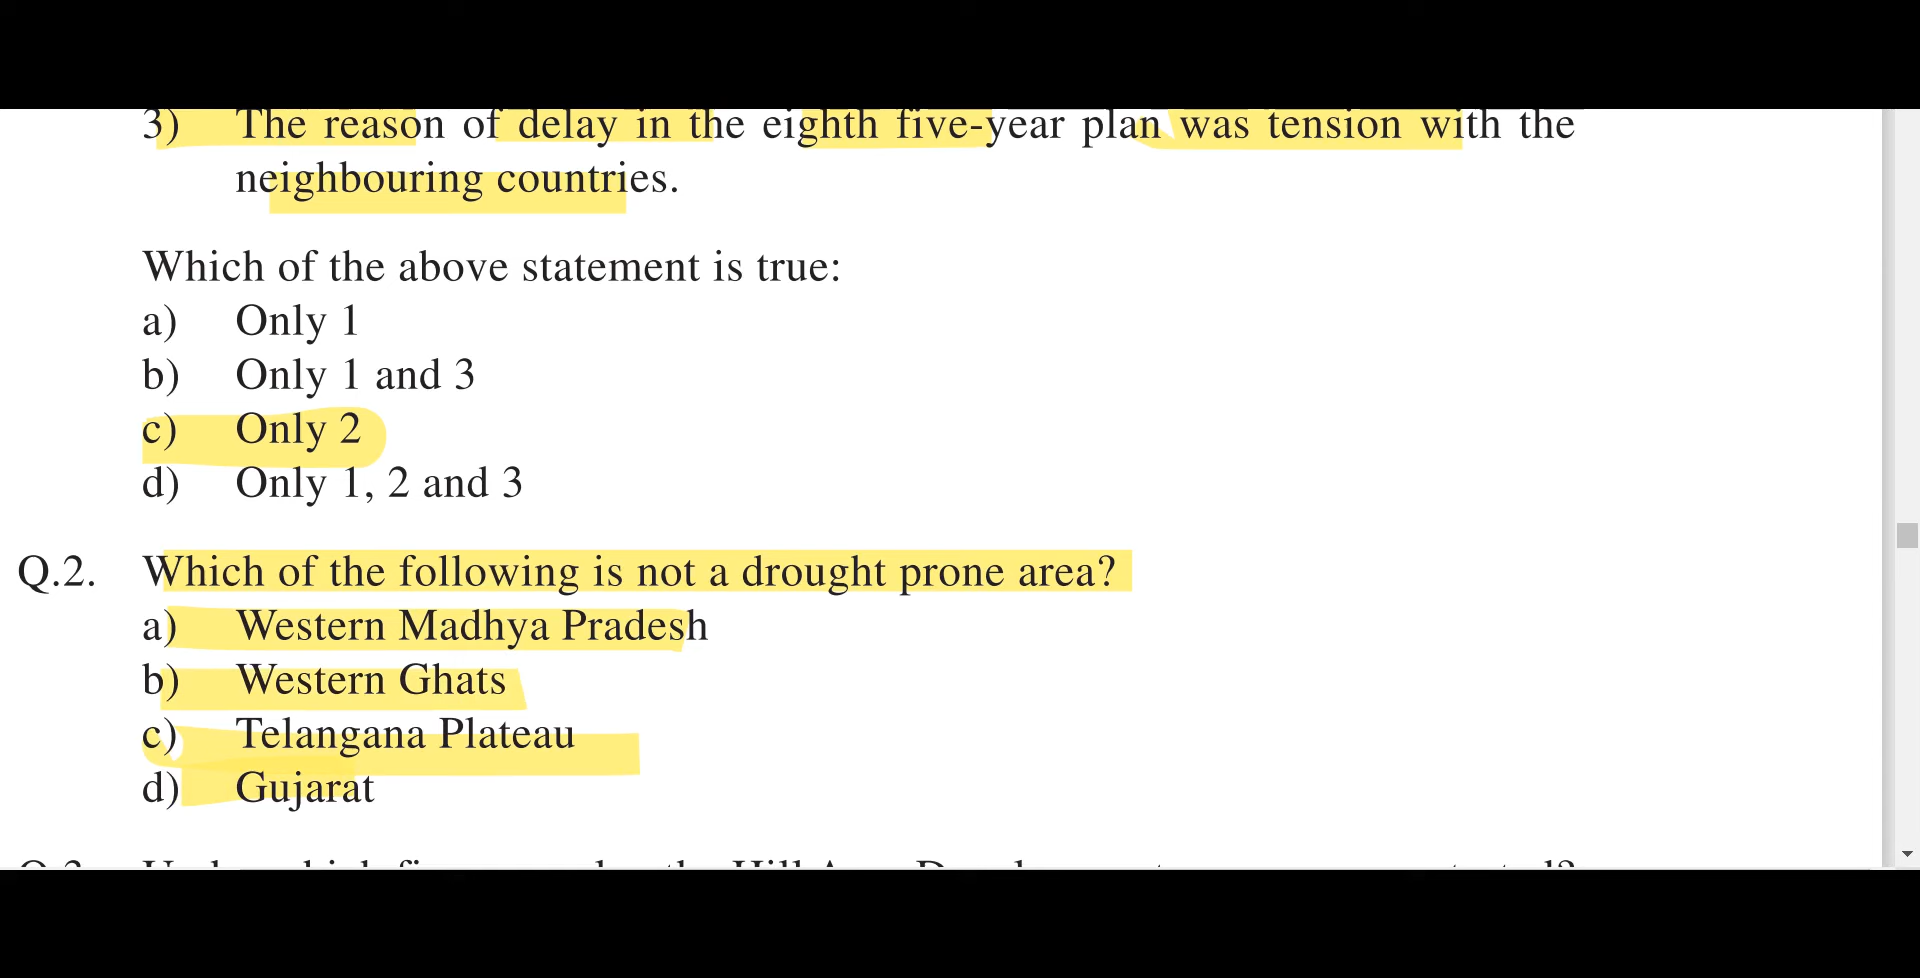 3) The reason of delay in the eighth five-year plan was tension with the
neighbouring countries.
Which of the above statement is true:
a) Only 1
b) Only 1 and 3
c) Only 2
d) Only 1, 2 and 3
Q.2. Which of the following is not a drought prone area?
a) Western Madhya Pradesh
b) Western Ghats
c) Telangana Plateau
d) Gujarat